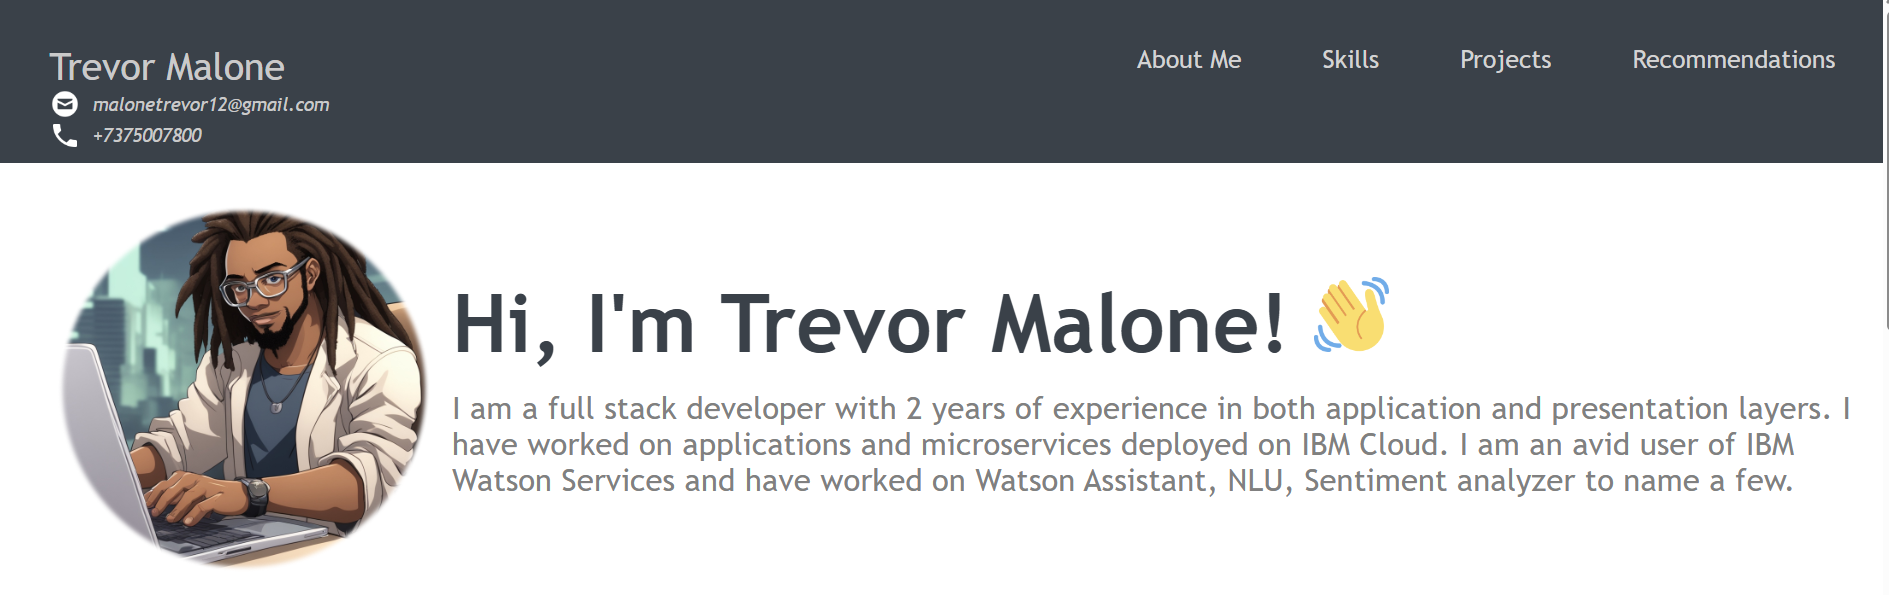 Trevor Malone
malonetrevor12@gmail.com
+7375007800
About Me
Skills
Projects
Recommendations
Hi, I'm Trevor Malone!
I am a full stack developer with 2 years of experience in both application and presentation layers. I
have worked on applications and microservices deployed on IBM Cloud. I am an avid user of IBM
Watson Services and have worked on Watson Assistant, NLU, Sentiment analyzer to name a few.